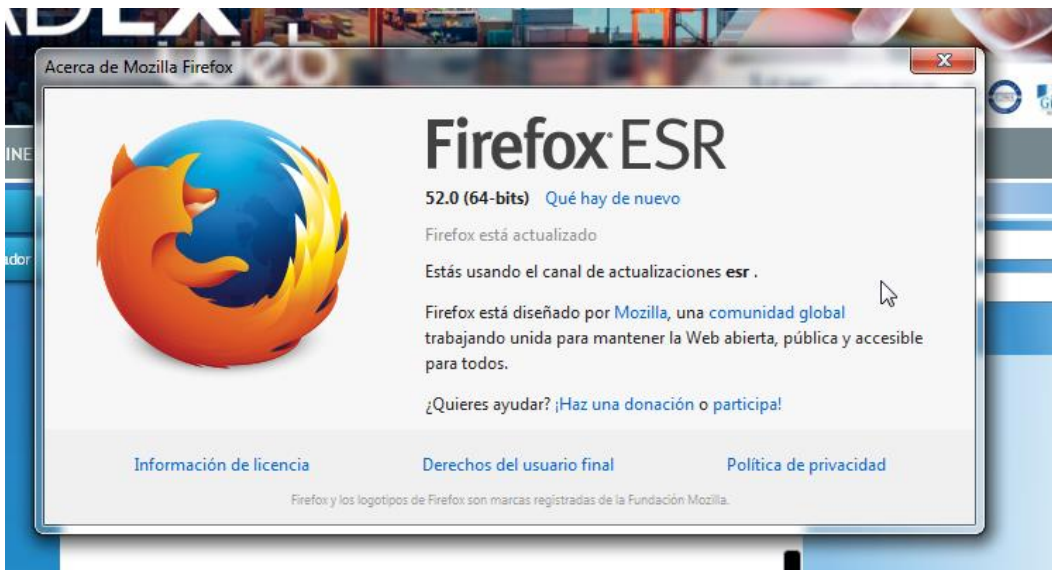 Web
Acerca de Mozilla Firefox
Firefox ESR
52.0 (64-bits) Qué hay de nuevo
Firefox está actualizado
Estás usando el canal de actualizaciones esr .
Firefox está diseñado por Mozilla, una comunidad global
trabajando unida para mantener la Web abierta, pública y accesible
para todos.
¿Quieres ayudar? ¡Haz una donación o participa!
Información de licencia Derechos del usuario final Política de privacidad
Firefox y los logotipos de Firefox son marcas registradas de la Fundación Mozilla.